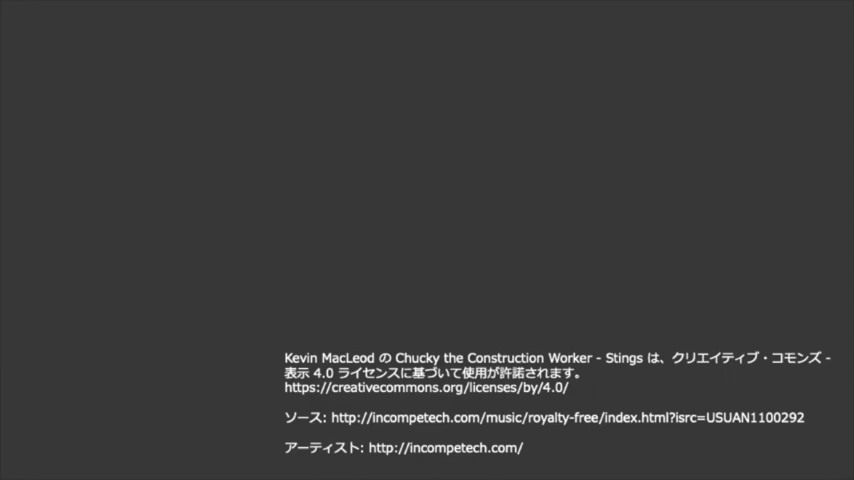 Kevin MacLeod の Chucky the Construction Worker - Stings は、クリエイティブ・コモンズ -
表示 4.0 ライセンスに基づいて使用が許諾されます。
https://creativecommons.org/licenses/by/4.0/
ソース: http://incompetech.com/music/royalty-free/index.html?isrc=USUAN1100292
アーティスト: http://incompetech.com/